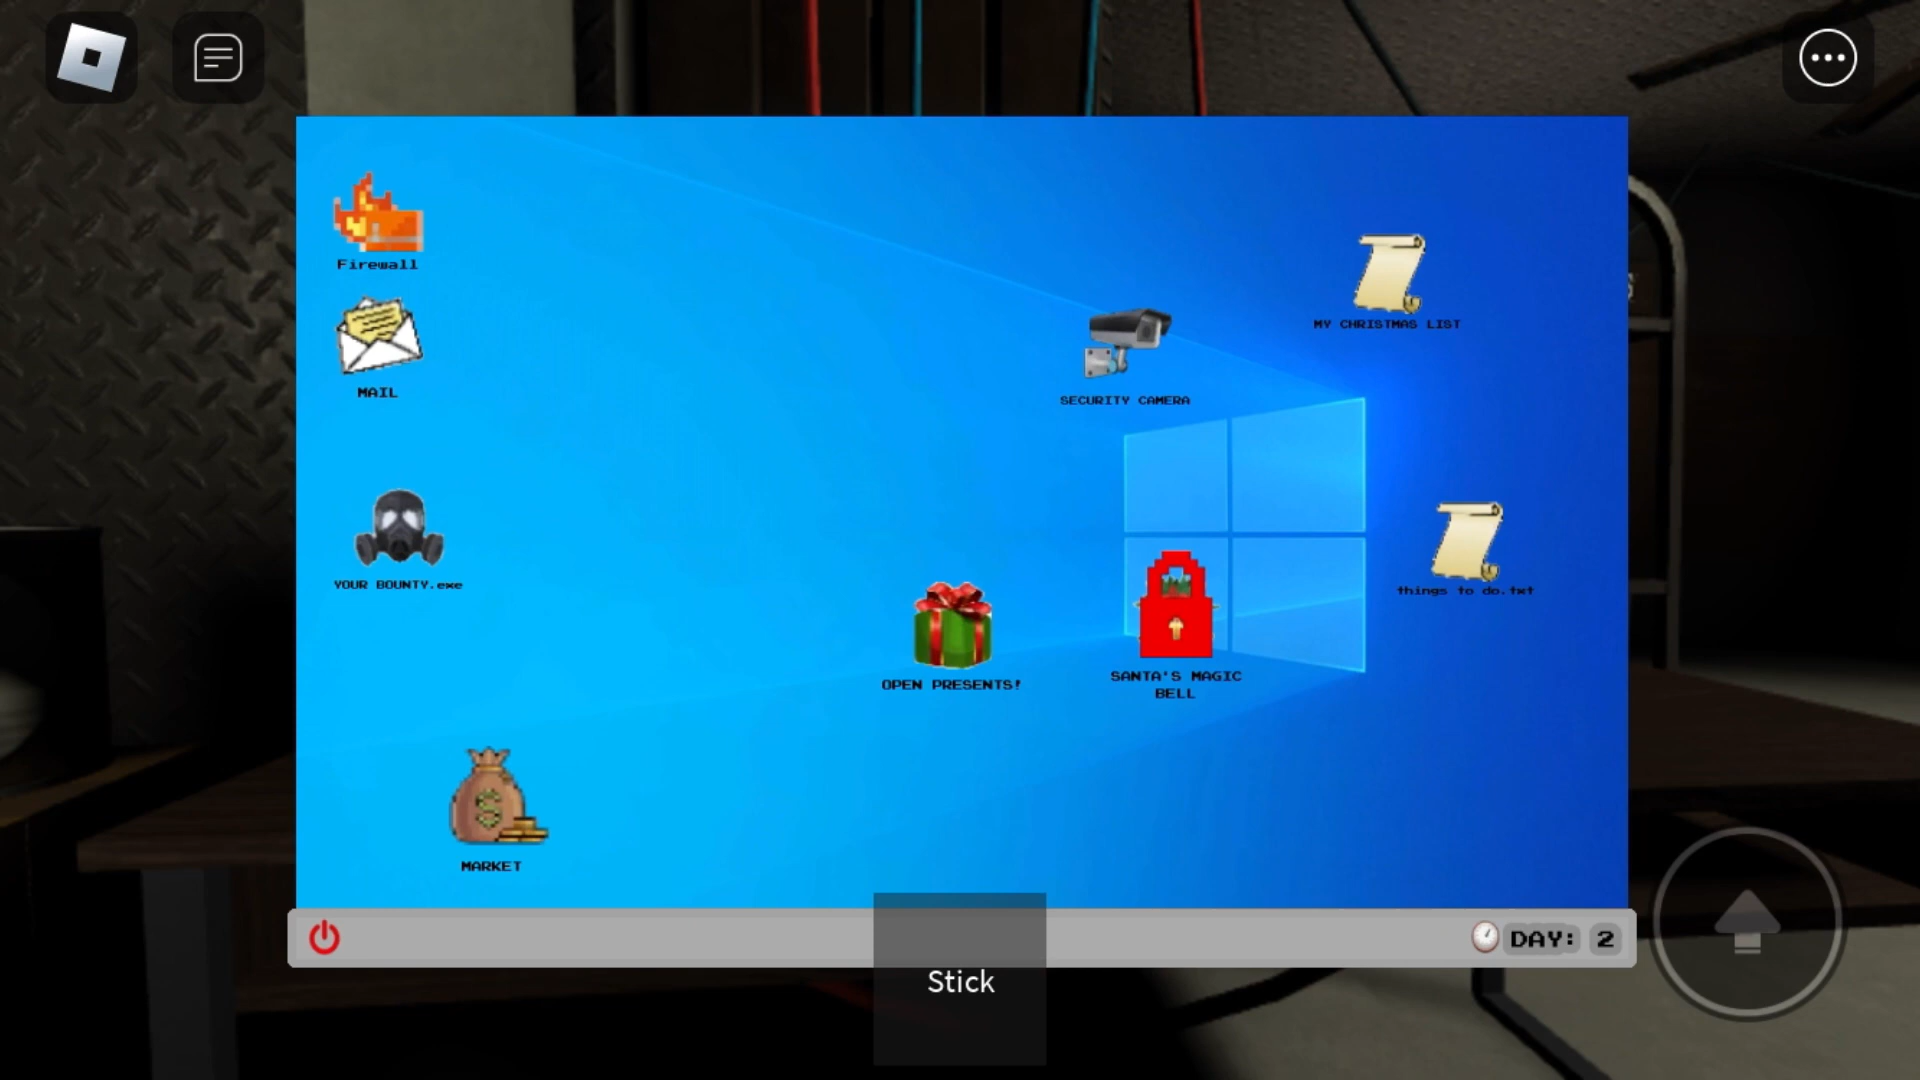 Firewall
MAIL
YOUR BOUNTY.exe
MARKET
OPEN PRESENTS!
SECURITY CAMERA
SANTA'S MAGIC
BELL
MY CHRISTMAS LIST
things to do.txt
DAY: 2
Stick